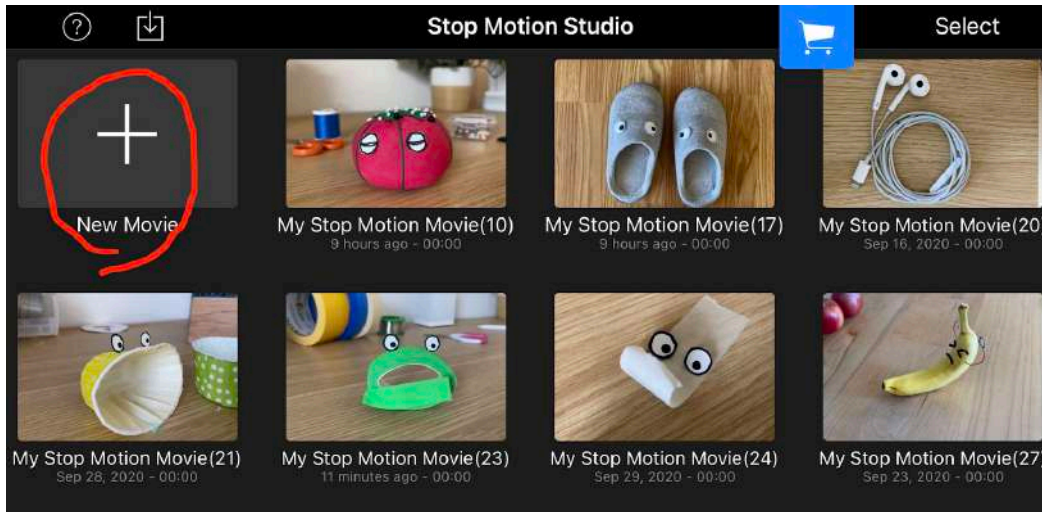 Stop Motion Studio
Select
New Movie
My Stop Motion Movie(10)
9 hours ago - 00:00
My Stop Motion Movie(17)
9 hours ago - 00:00
My Stop Motion Movie(20)
Sep 16, 2020 - 00:00
My Stop Motion Movie(21)
Sep 28, 2020 - 00:00
My Stop Motion Movie(23)
11 minutes ago - 00:00
My Stop Motion Movie(24)
Sep 29, 2020 - 00:00
My Stop Motion Movie(27)
Sep 23, 2020 - 00:00